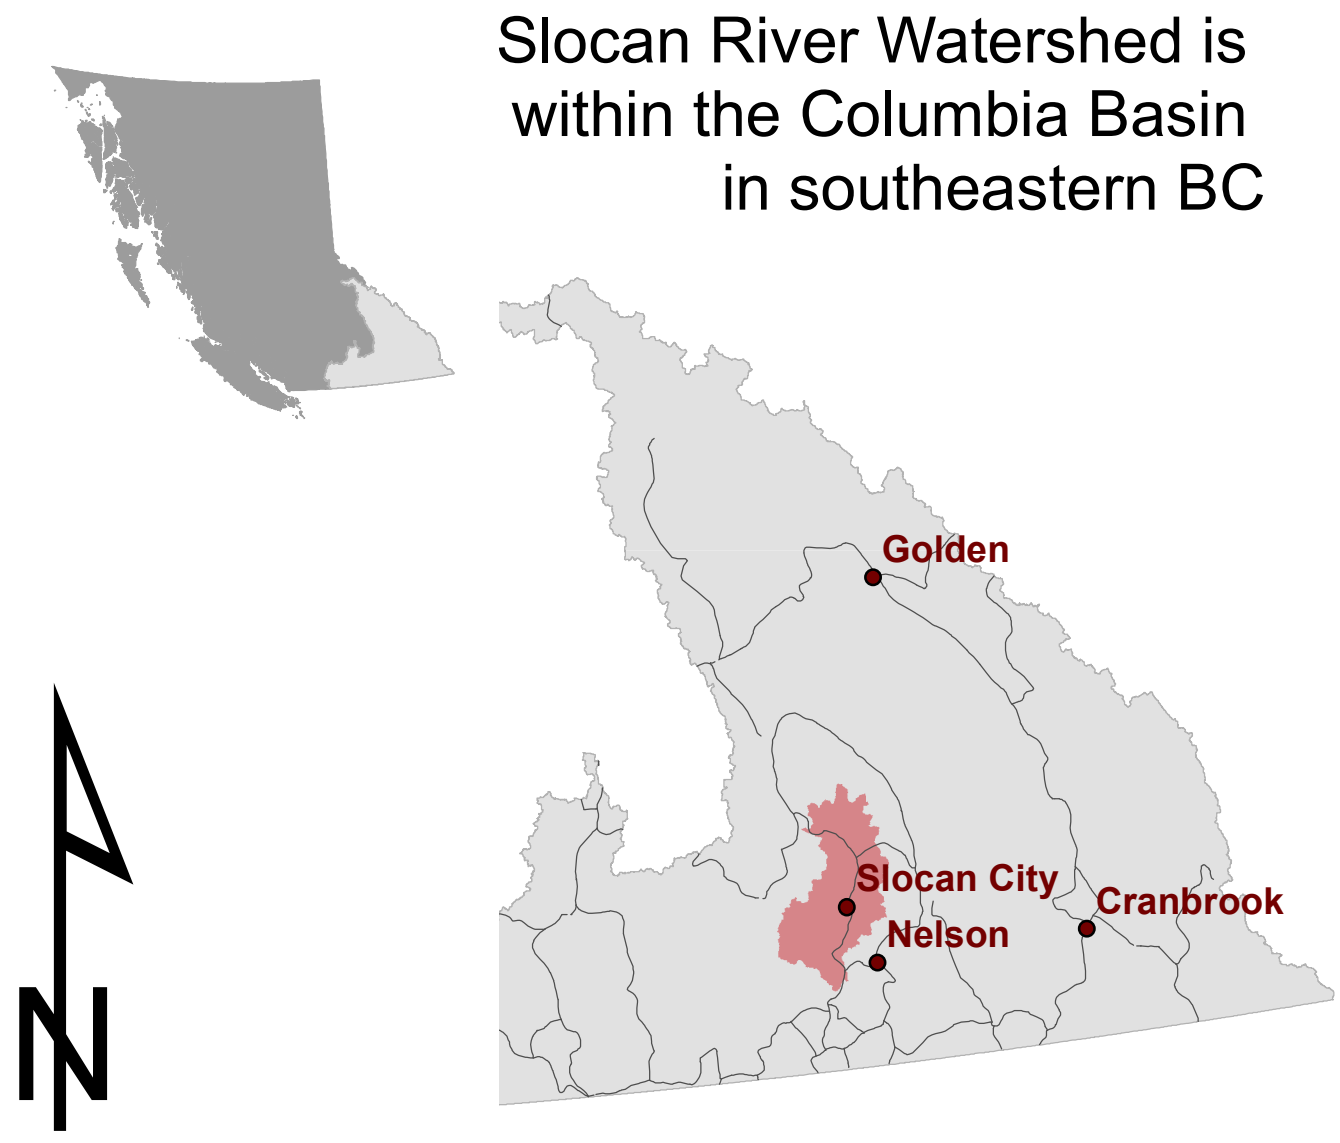 Slocan River Watershed is
within the Columbia Basin
in southeastern BC
Golden
Slocan City
Cranbrook
Nelson
N